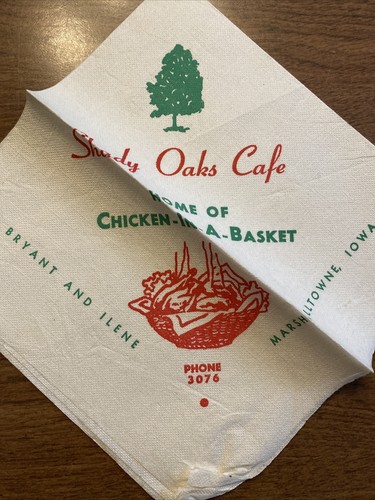 Shady Oaks Cafe
HOME OF
CHICKEN-IN-A-BASKET
BRYANT AND ILENE
MARSHALLTOWNE, IOWA
PHONE
3076